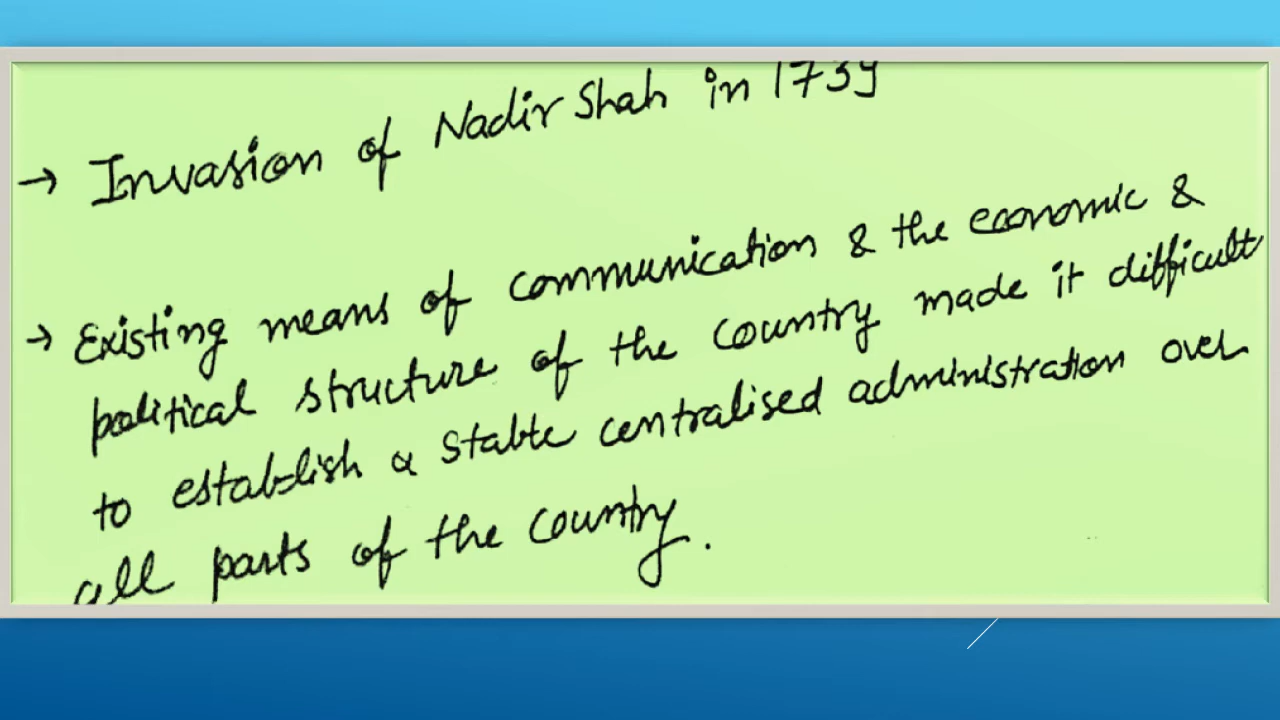 → Invasion of Nadir Shah in 1739
→ Existing means of communication & the economic &
political structure of the country made it difficult
to establish a stable centralised administration over
all parts of the country.